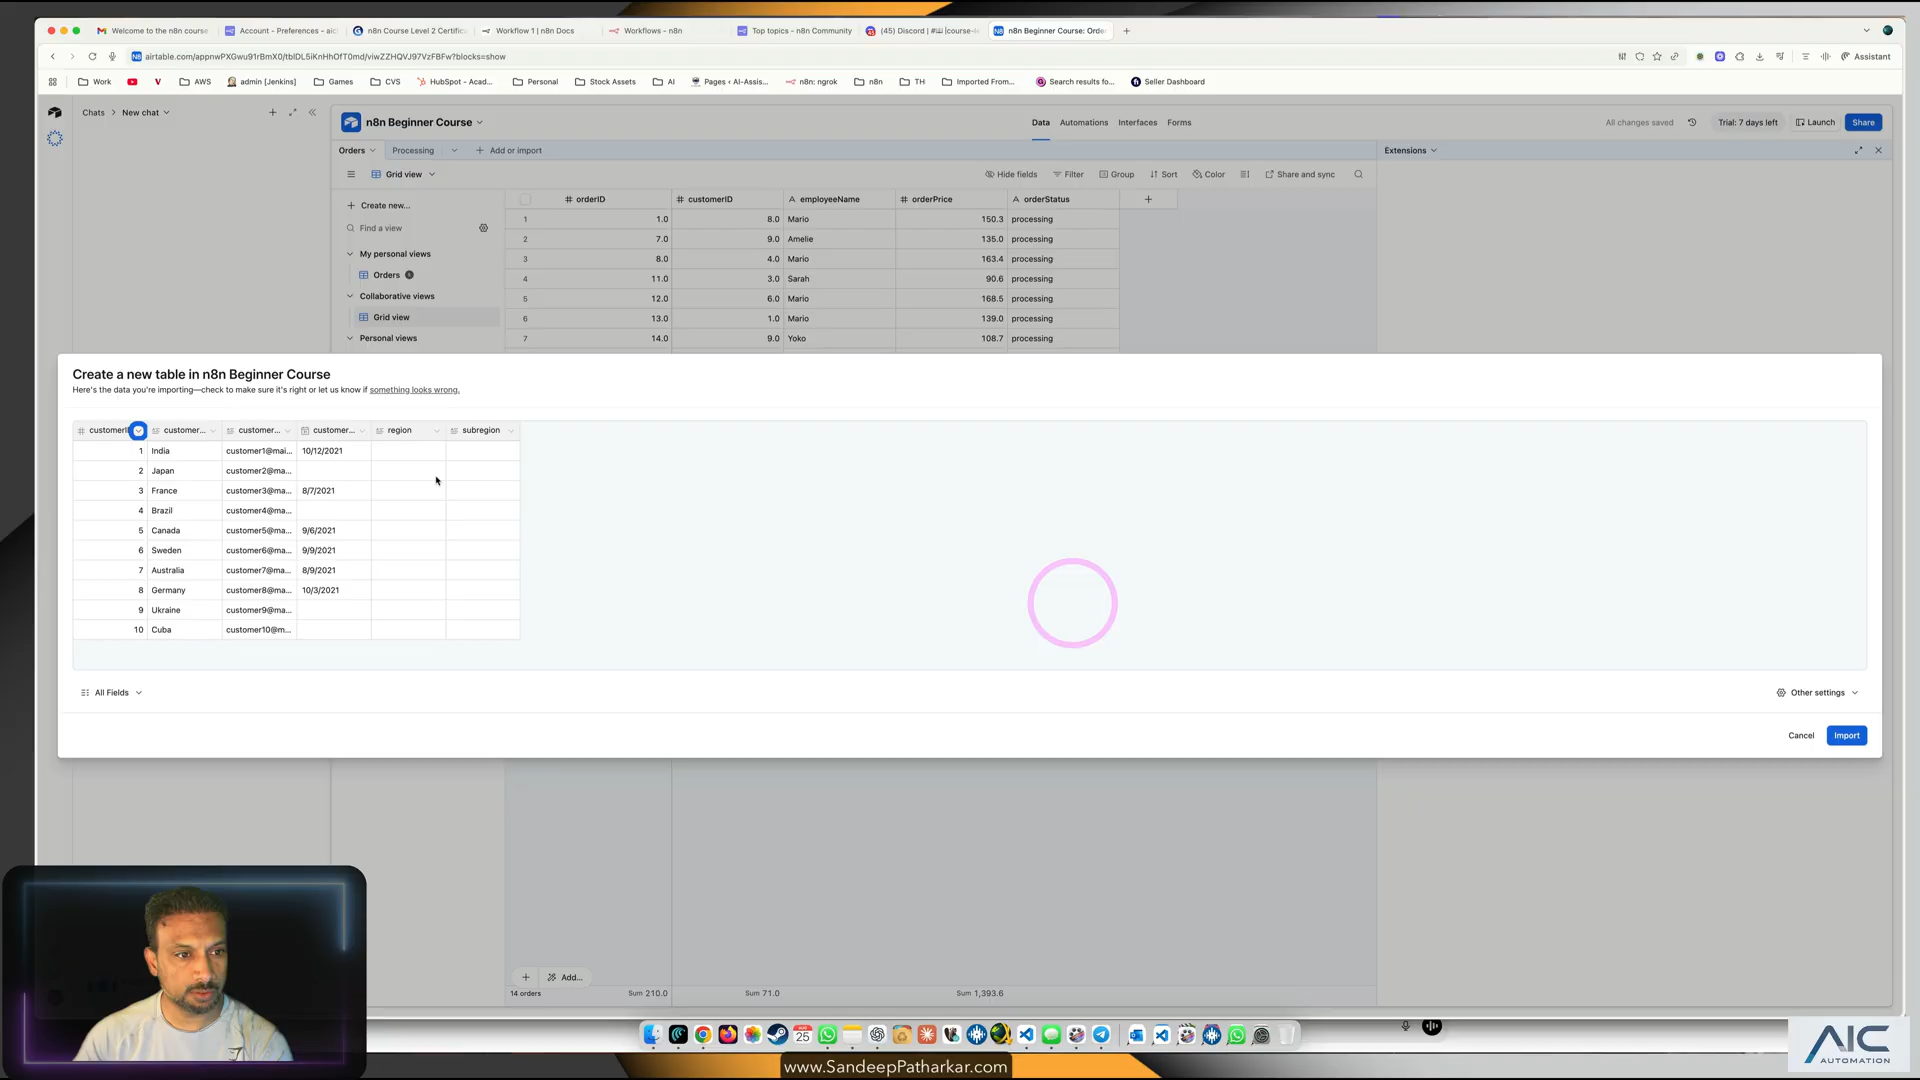 Welcome to the n8n course
Account - Preferences - aic
n8n Course Level 2 Certific
Workflow 1 | n8n Docs
Workflows - n8n
Top topics - n8n Community
n8n Beginner Course: Orde
airtable.com/appnwPXGwu91rBmX0/tblDL5iKnHhOfT0md/viwZZHQVJ97VzFBFw?blocks=show
Assistant
Work
AWS
admin [Jenkins]
Games
CVS
HubSpot - Acad...
Personal
Stock Assets
AI
Pages ‹ AI-Assis...
n8n: ngrok
n8n
TH
Imported From...
Search results fo...
Seller Dashboard
Chats
New chat
n8n Beginner Course
Data
Automations
Interfaces
Forms
All changes saved
Trial: 7 days left
Launch
Share
Orders
Processing
Add or import
Extensions
Grid view
Hide fields
Filter
Group
Sort
Color
Share and sync
Create new...
Find a view
My personal views
Orders
Collaborative views
Grid view
Personal views
orderID customerID employeeName orderPrice orderStatus
1 1.0 8.0 Mario 150.3 processing
2 7.0 9.0 Amelie 135.0 processing
3 8.0 4.0 Mario 163.4 processing
4 11.0 3.0 Sarah 90.6 processing
5 12.0 6.0 Mario 168.5 processing
6 13.0 1.0 Mario 139.0 processing
7 14.0 9.0 Yoko 108.7 processing
Create a new table in n8n Beginner Course
Here's the data you're importing—check to make sure it's right or let us know if something looks wrong.
customerI customer... customer... customer... region subregion
1 India customer1@mai... 10/12/2021
2 Japan customer2@ma...
3 France customer3@ma... 8/7/2021
4 Brazil customer4@ma...
5 Canada customer5@ma... 9/6/2021
6 Sweden customer6@ma... 9/9/2021
7 Australia customer7@ma... 8/9/2021
8 Germany customer8@ma... 10/3/2021
9 Ukraine customer9@ma...
10 Cuba customer10@m...
All Fields
Other settings
Cancel
Import
Add...
14 orders Sum 210.0 Sum 71.0 Sum 1,393.6
25
AIC
AUTOMATION
www.SandeepPatharkar.com